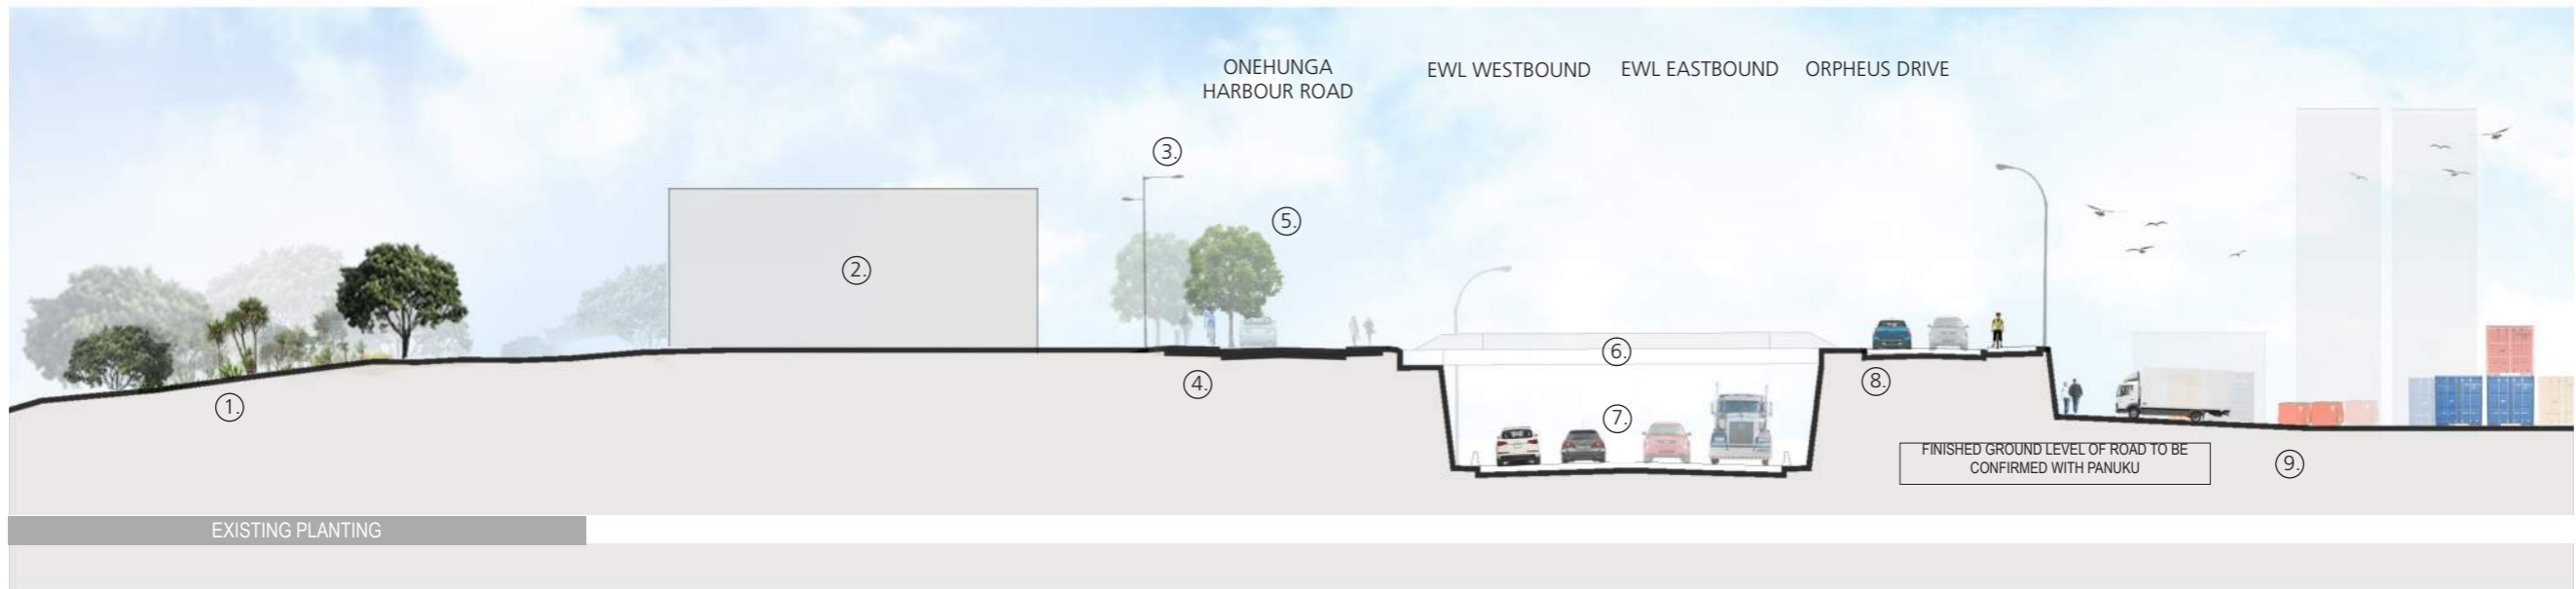 ONEHUNGA
HARBOUR ROAD
EWL WESTBOUND
EWL EASTBOUND
ORPHEUS DRIVE
3.
5.
2.
6.
4.
8.
1.
7.
FINISHED GROUND LEVEL OF ROAD TO BE
CONFIRMED WITH PANUKU
9.
EXISTING PLANTING